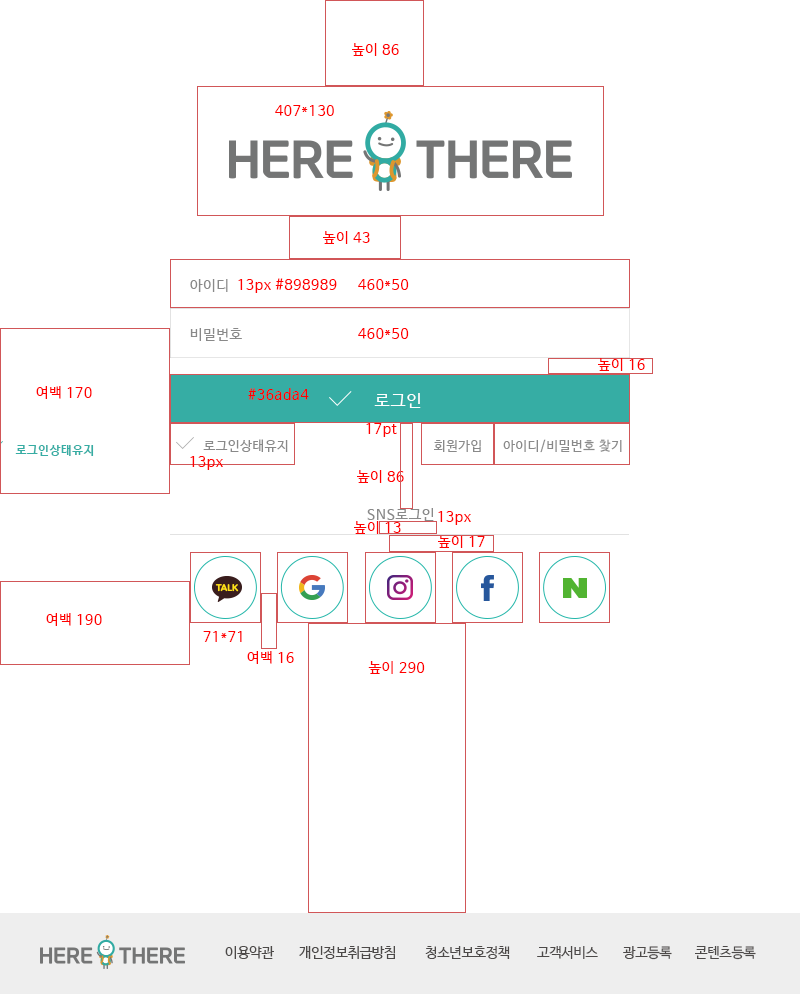 높이 86
407*130
HERE THERE
높이 43
아이디 13px #898989 460*50
비밀번호 460*50
높이 16
여백 170
#36ada4 로그인
17pt
로그인상태유지
로그인상태유지 회원가입 아이디/비밀번호 찾기
13px
높이 86
SNS로그인 13px
높이 13
높이 17
TALK G f N
71*71
여백 190
여백 16
높이 290
HERE THERE 이용약관 개인정보취급방침 청소년보호정책 고객서비스 광고등록 콘텐츠등록